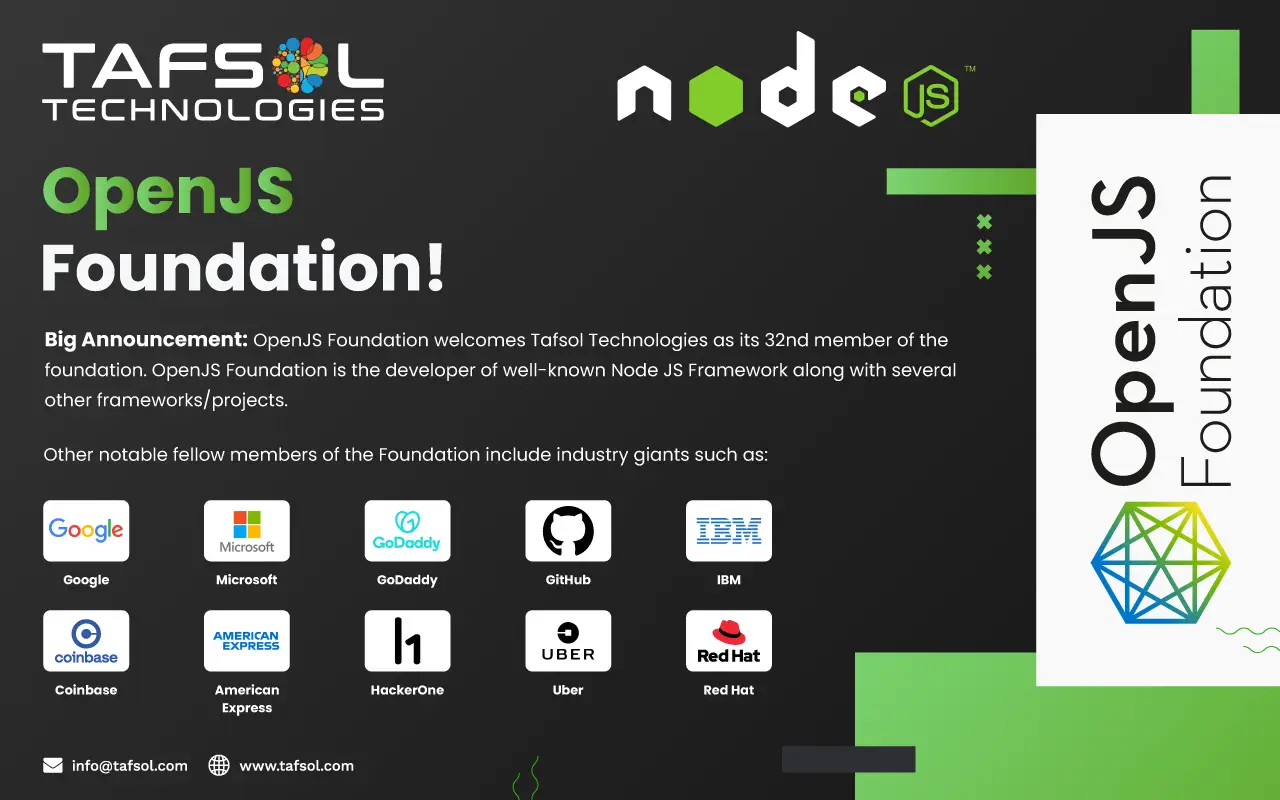 TAFSOL
TECHNOLOGIES
node JS ™
OpenJS
Foundation!
Big Announcement: OpenJS Foundation welcomes Tafsol Technologies as its 32nd member of the
foundation. OpenJS Foundation is the developer of well-known Node JS Framework along with several
other frameworks/projects.
Other notable fellow members of the Foundation include industry giants such as:
Google
Microsoft
GoDaddy
IBM
Google
Microsoft
GoDaddy
GitHub
IBM
coinbase
AMERICAN
EXPRESS
h1
UBER
Red Hat
Coinbase
American
Express
HackerOne
Uber
Red Hat
info@tafsol.com
www.tafsol.com
OpenJS
Foundation